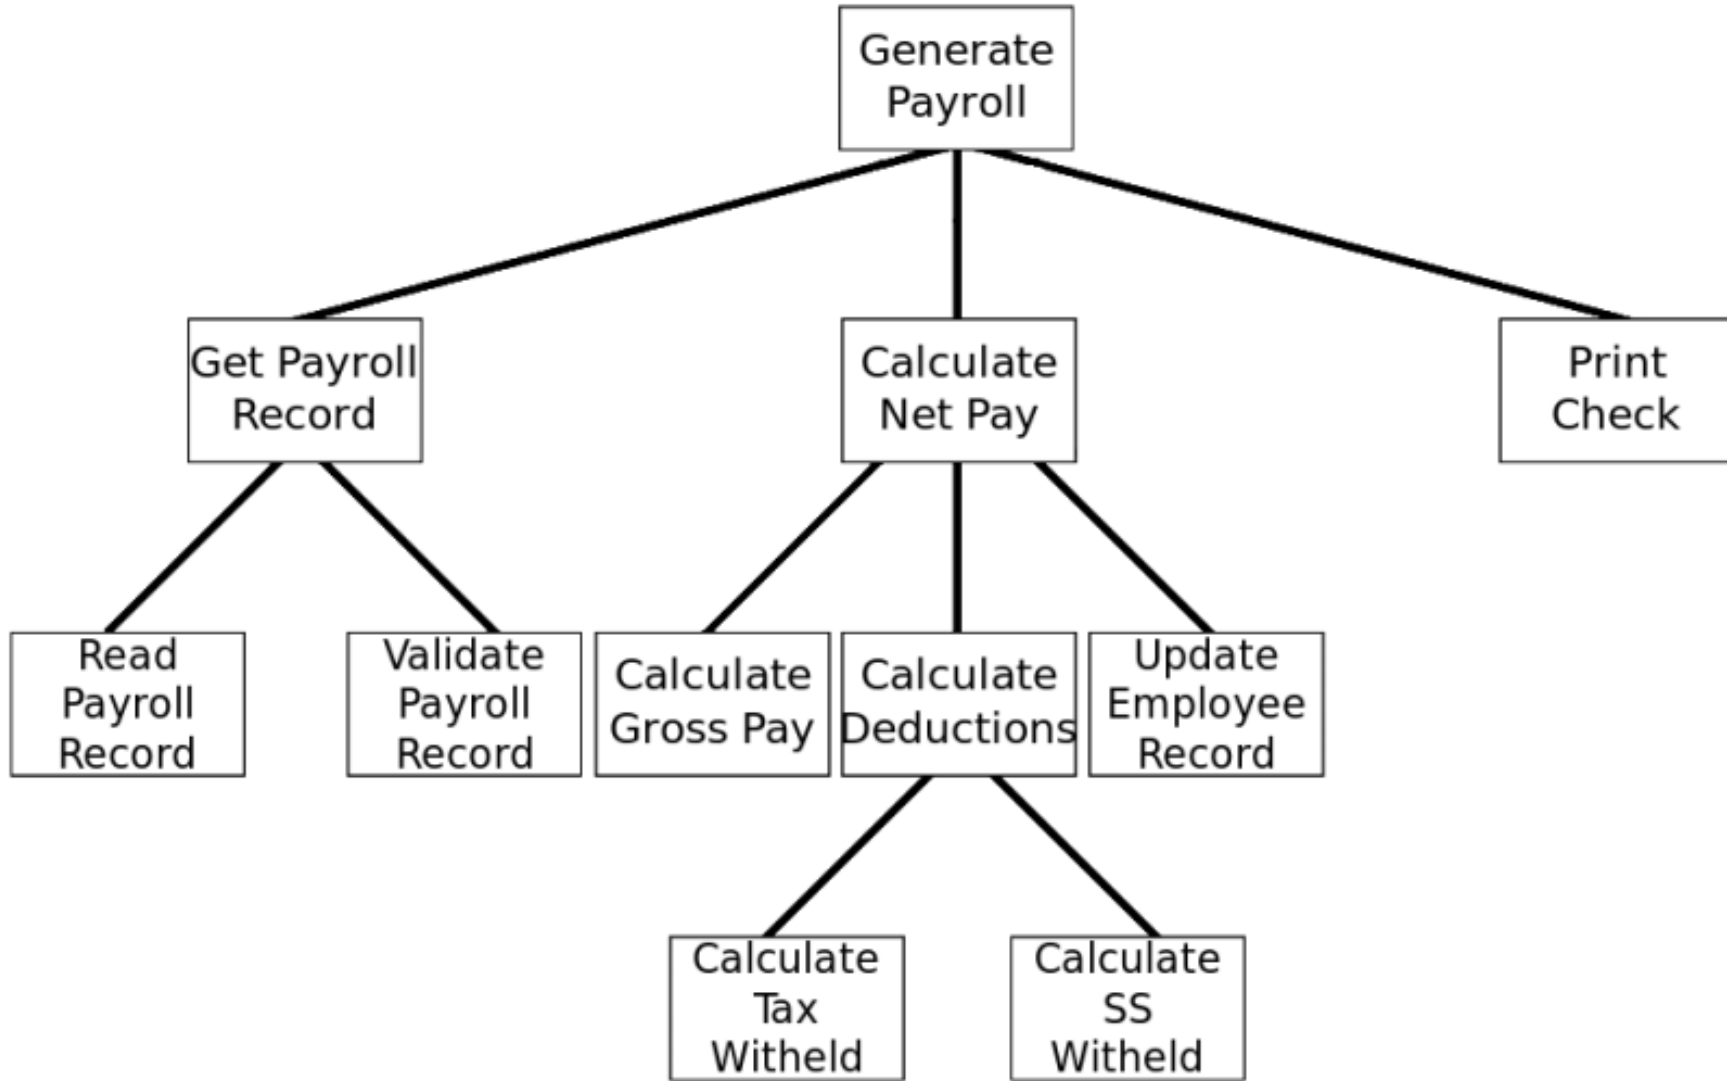 Generate
Payroll
Get Payroll
Record
Calculate
Net Pay
Print
Check
Read
Payroll
Record
Validate
Payroll
Record
Calculate
Gross Pay
Calculate
Deductions
Update
Employee
Record
Calculate
Tax
Witheld
Calculate
SS
Witheld